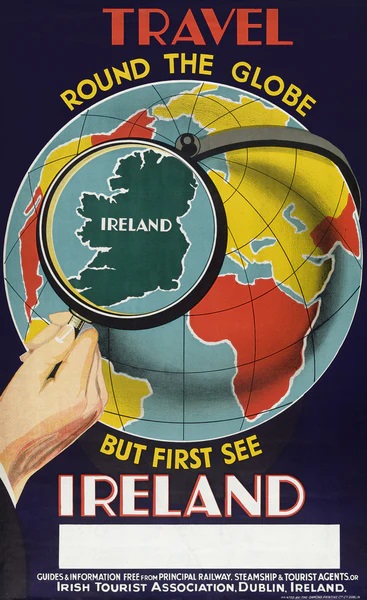 TRAVEL
ROUND THE GLOBE
IRELAND
BUT FIRST SEE
IRELAND
GUIDES & INFORMATION FREE FROM PRINCIPAL RAILWAY, STEAMSHIP & TOURIST AGENTS, OR
IRISH TOURIST ASSOCIATION, DUBLIN, IRELAND.